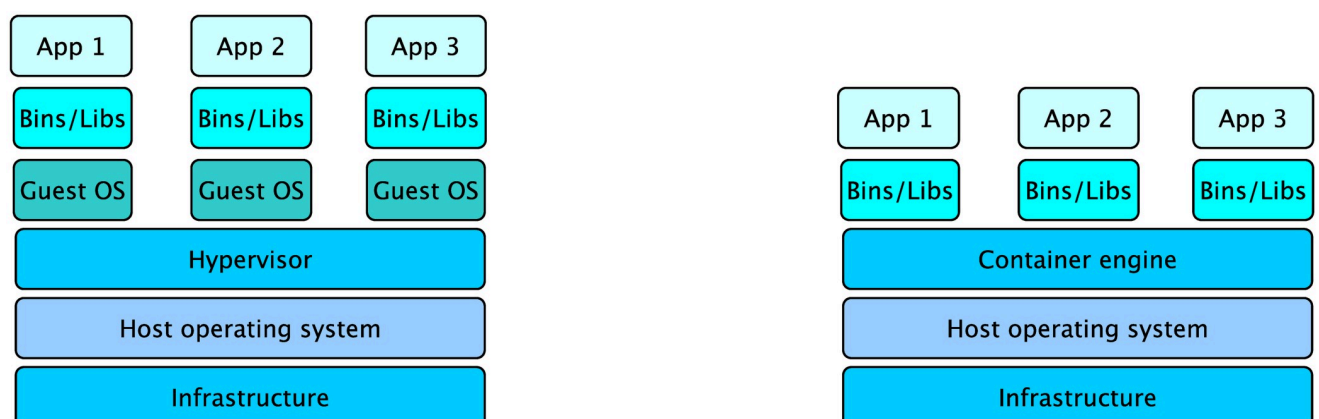 App 1
App 2
App 3
Bins/Libs
Bins/Libs
Bins/Libs
Guest OS
Guest OS
Guest OS
Hypervisor
Host operating system
Infrastructure
App 1
App 2
App 3
Bins/Libs
Bins/Libs
Bins/Libs
Container engine
Host operating system
Infrastructure